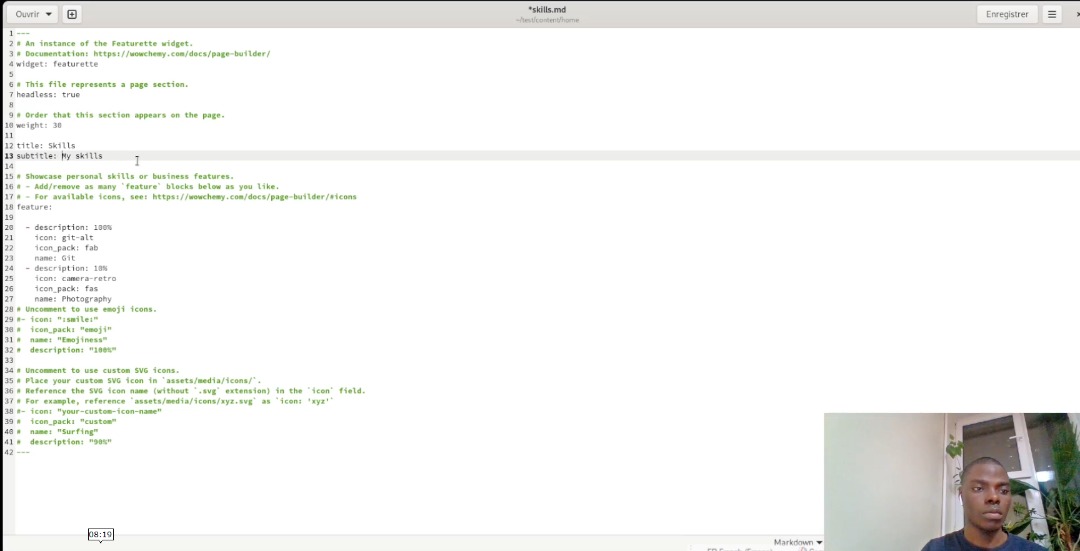 Ouvrir
*skills.md
~/test/content/home
Enregistrer
1 ---
2 # An instance of the Featurette widget.
3 # Documentation: https://wowchemy.com/docs/page-builder/
4 widget: featurette
5
6 # This file represents a page section.
7 headless: true
8
9 # Order that this section appears on the page.
10 weight: 30
11
12 title: Skills
13 subtitle: My skills
14
15 # Showcase personal skills or business features.
16 # - Add/remove as many `feature` blocks below as you like.
17 # - For available icons, see: https://wowchemy.com/docs/page-builder/#icons
18 feature:
19
20 - description: 100%
21 icon: git-alt
22 icon_pack: fab
23 name: Git
24 - description: 10%
25 icon: camera-retro
26 icon_pack: fas
27 name: Photography
28 # Uncomment to use emoji icons.
29 #- icon: ":smile:"
30 # icon_pack: "emoji"
31 # name: "Emojiness"
32 # description: "100%"
33
34 # Uncomment to use custom SVG icons.
35 # Place your custom SVG icon in `assets/media/icons/`.
36 # Reference the SVG icon name (without `.svg` extension) in the `icon` field.
37 # For example, reference `assets/media/icons/xyz.svg` as `icon: 'xyz'`
38 #- icon: "your-custom-icon-name"
39 # icon_pack: "custom"
40 # name: "Surfing"
41 # description: "90%"
42 ---
08:19
Markdown